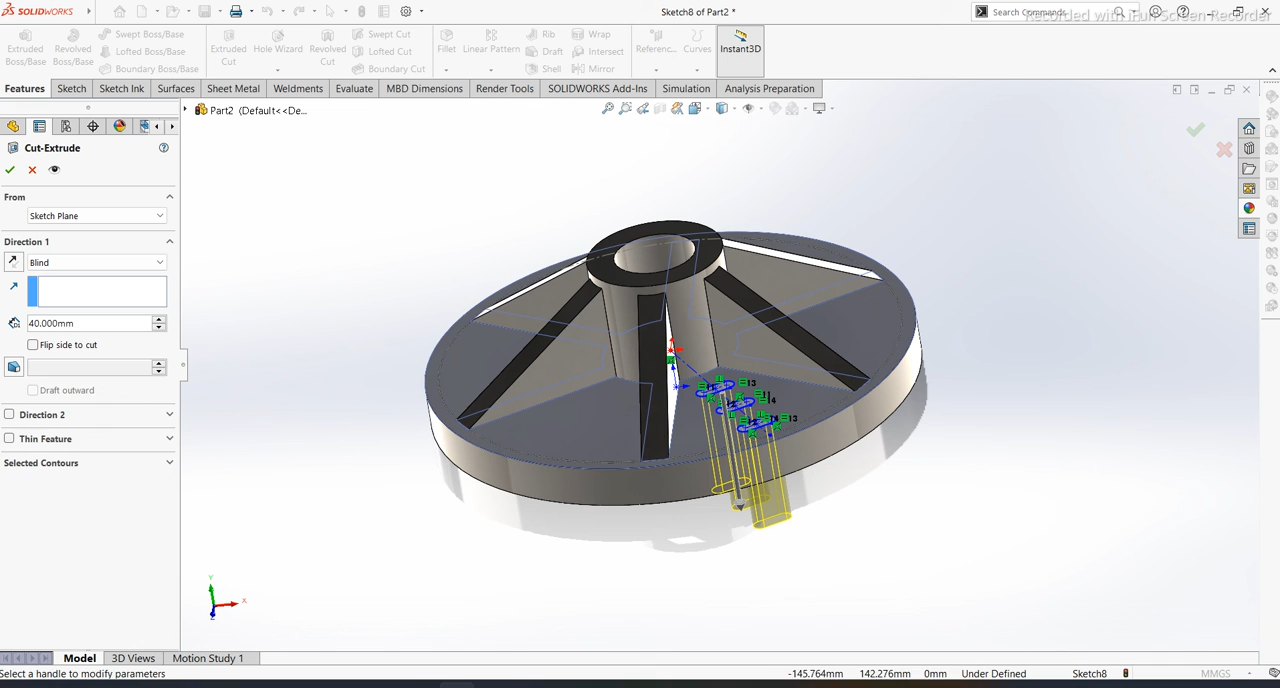 SOLIDWORKS
Sketch8 of Part2 *
Search Commands
Recorded with iFun Screen Recorder
Extruded Boss/Base
Revolved Boss/Base
Swept Boss/Base
Lofted Boss/Base
Boundary Boss/Base
Extruded Cut
Hole Wizard
Revolved Cut
Swept Cut
Lofted Cut
Boundary Cut
Fillet
Linear Pattern
Rib
Draft
Shell
Wrap
Intersect
Mirror
Referenc...
Curves
Instant3D
Features Sketch Sketch Ink Surfaces Sheet Metal Weldments Evaluate MBD Dimensions Render Tools SOLIDWORKS Add-Ins Simulation Analysis Preparation
Part2 (Default<<De...
Cut-Extrude
From
Sketch Plane
Direction 1
Blind
40.000mm
Flip side to cut
Draft outward
Direction 2
Thin Feature
Selected Contours
13
14
13
Y
X
Z
Model 3D Views Motion Study 1
Select a handle to modify parameters
-145.764mm 142.276mm 0mm Under Defined Sketch8 MMGS